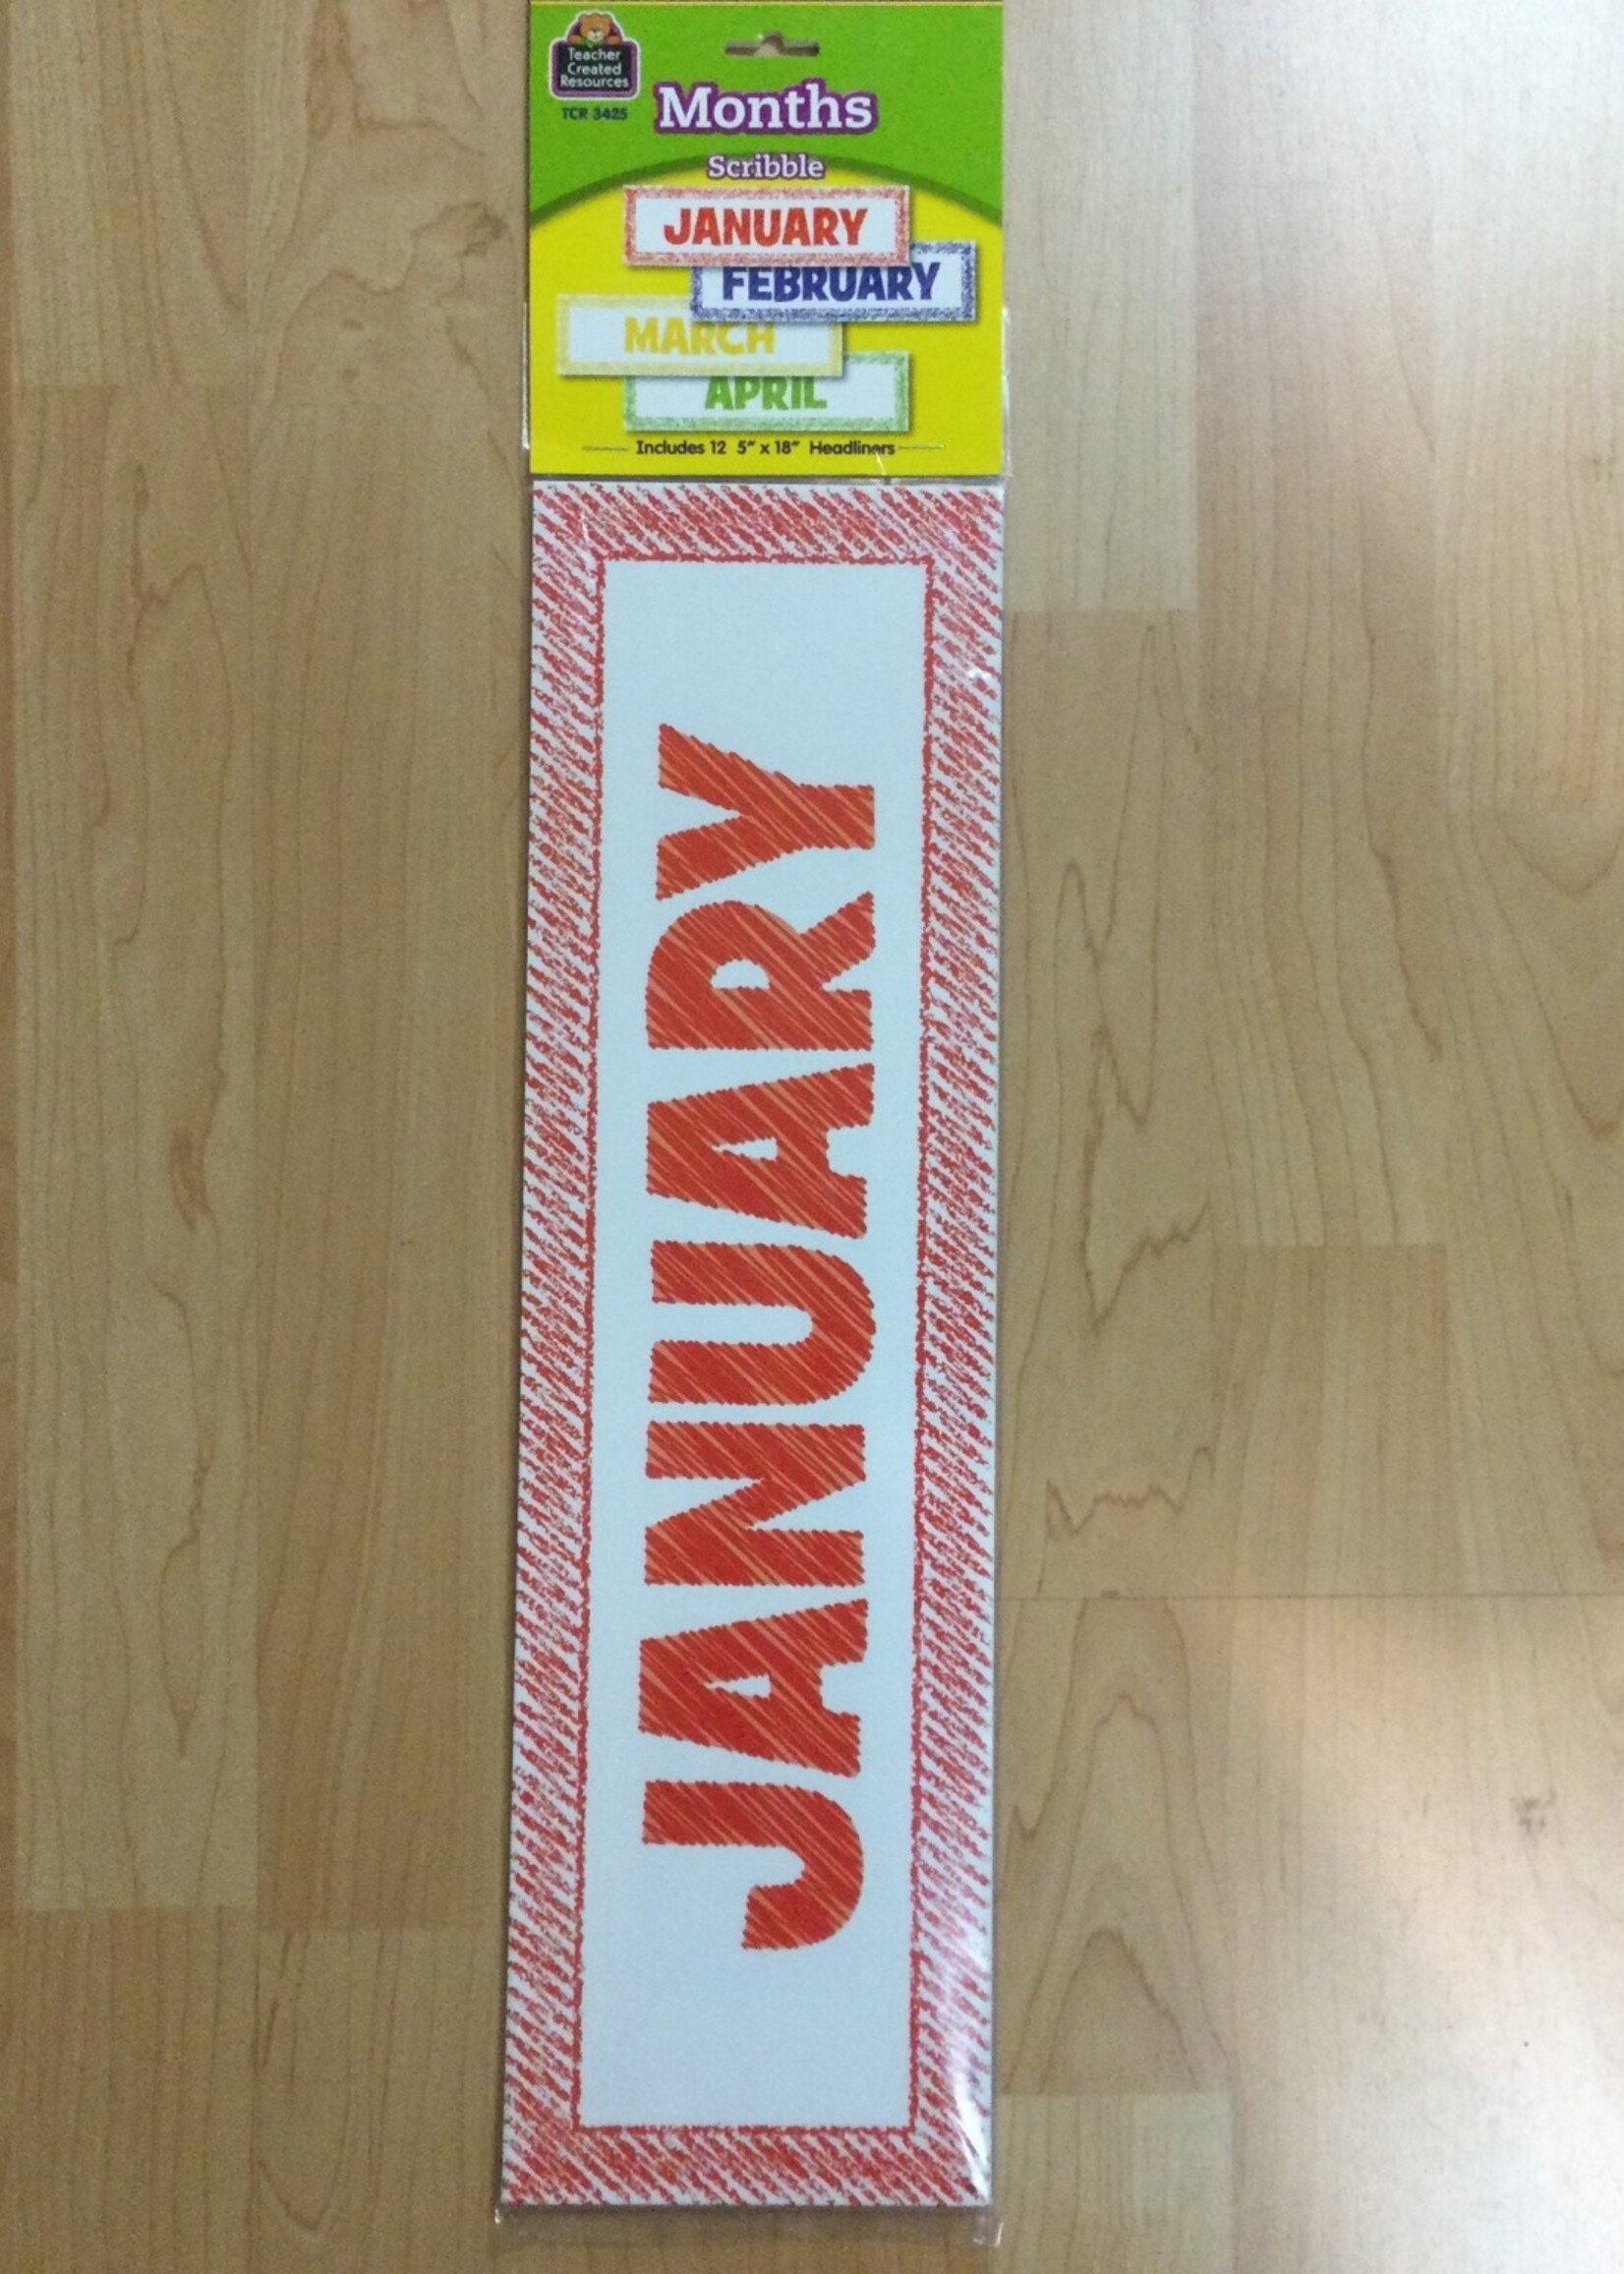 Teacher
Created
Resources
TCR 3425
Months
Scribble
JANUARY
FEBRUARY
MARCH
APRIL
Includes 12 5" x 18" Headliners
JANUARY